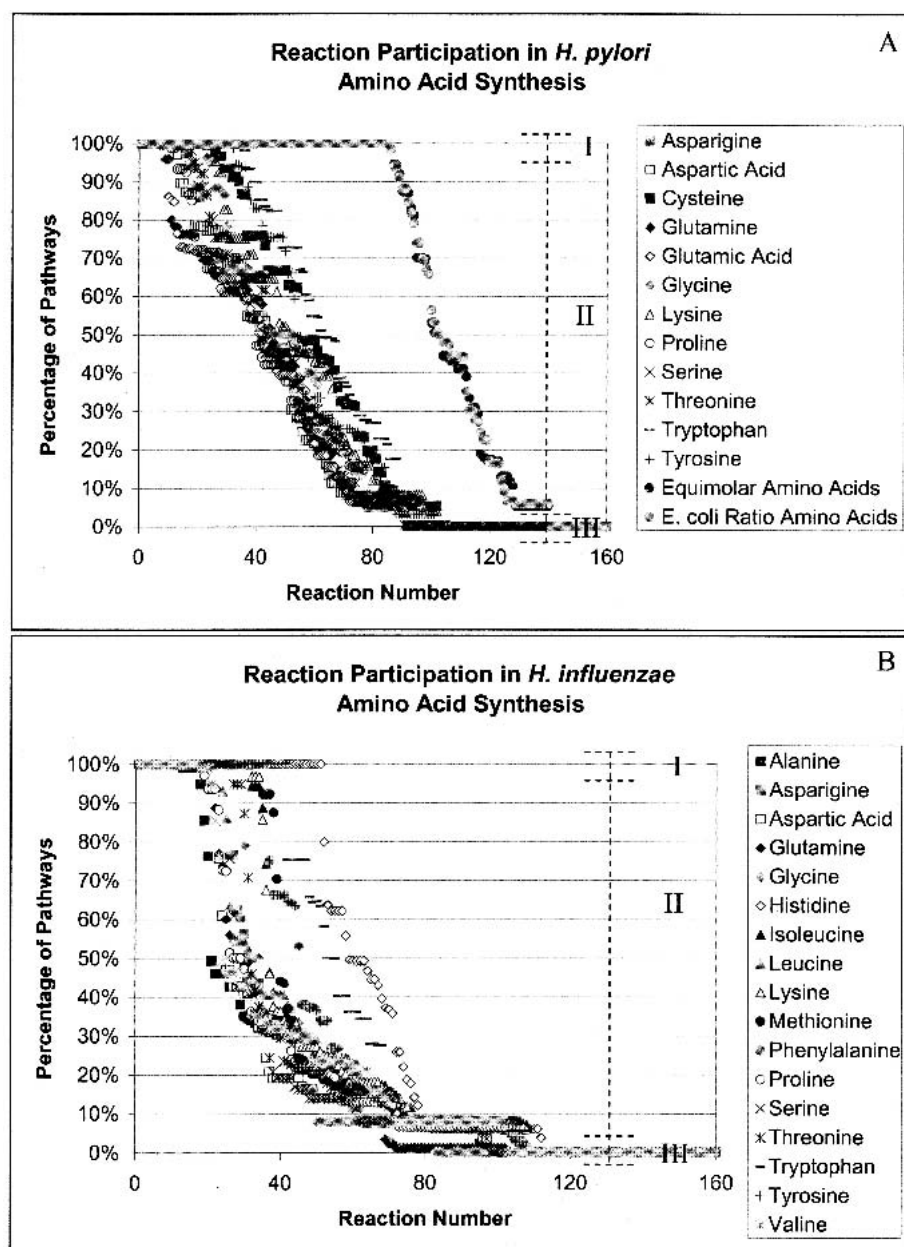 A
Reaction Participation in H. pylori
Amino Acid Synthesis
100%
90%
80%
70%
60%
50%
40%
30%
20%
10%
0%
Percentage of Pathways
0 40 80 120 160
Reaction Number
I
II
III
Asparigine
Aspartic Acid
Cysteine
Glutamine
Glutamic Acid
Glycine
Lysine
Proline
Serine
Threonine
Tryptophan
Tyrosine
Equimolar Amino Acids
E. coli Ratio Amino Acids
B
Reaction Participation in H. influenzae
Amino Acid Synthesis
100%
90%
80%
70%
60%
50%
40%
30%
20%
10%
0%
Percentage of Pathways
0 40 80 120 160
Reaction Number
I
II
III
Alanine
Asparigine
Aspartic Acid
Glutamine
Glycine
Histidine
Isoleucine
Leucine
Lysine
Methionine
Phenylalanine
Proline
Serine
Threonine
Tryptophan
Tyrosine
Valine